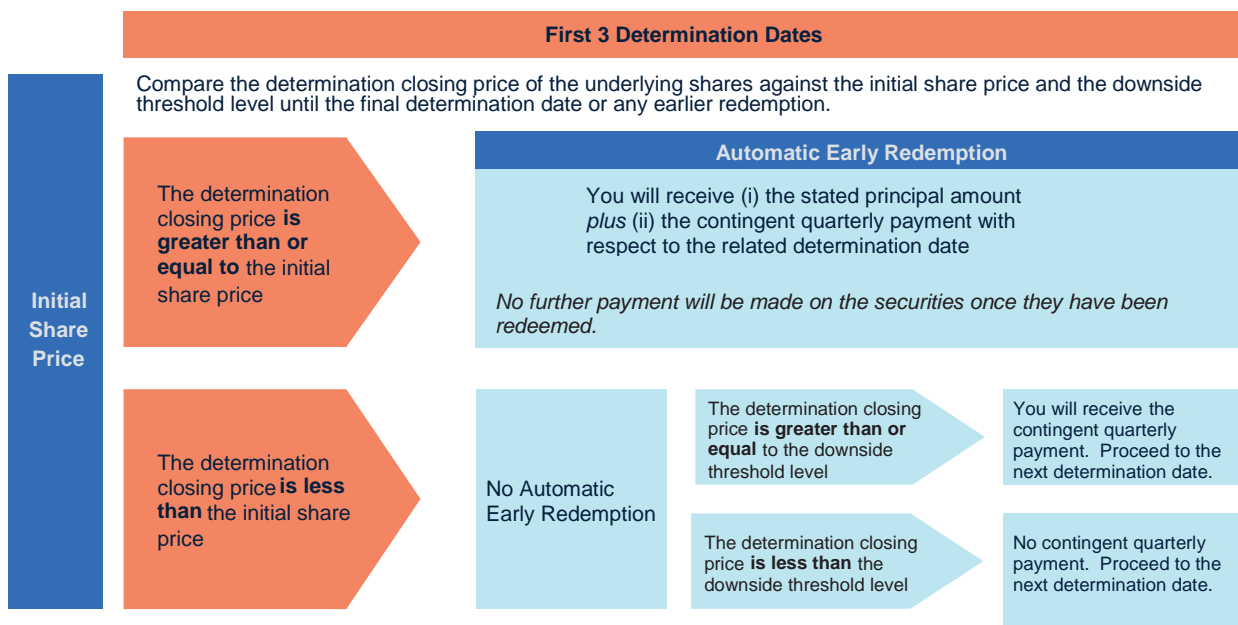 First 3 Determination Dates
Compare the determination closing price of the underlying shares against the initial share price and the downside
threshold level until the final determination date or any earlier redemption.
Initial
Share
Price
The determination
closing price is
greater than or
equal to the initial
share price
Automatic Early Redemption
You will receive (i) the stated principal amount
plus (ii) the contingent quarterly payment with
respect to the related determination date
No further payment will be made on the securities once they have been
redeemed.
The determination
closing price is less
than the initial share
price
No Automatic
Early Redemption
The determination closing
price is greater than or
equal to the downside
threshold level
You will receive the
contingent quarterly
payment.  Proceed to the
next determination date.
The determination closing
price is less than the
downside threshold level
No contingent quarterly
payment.  Proceed to the
next determination date.